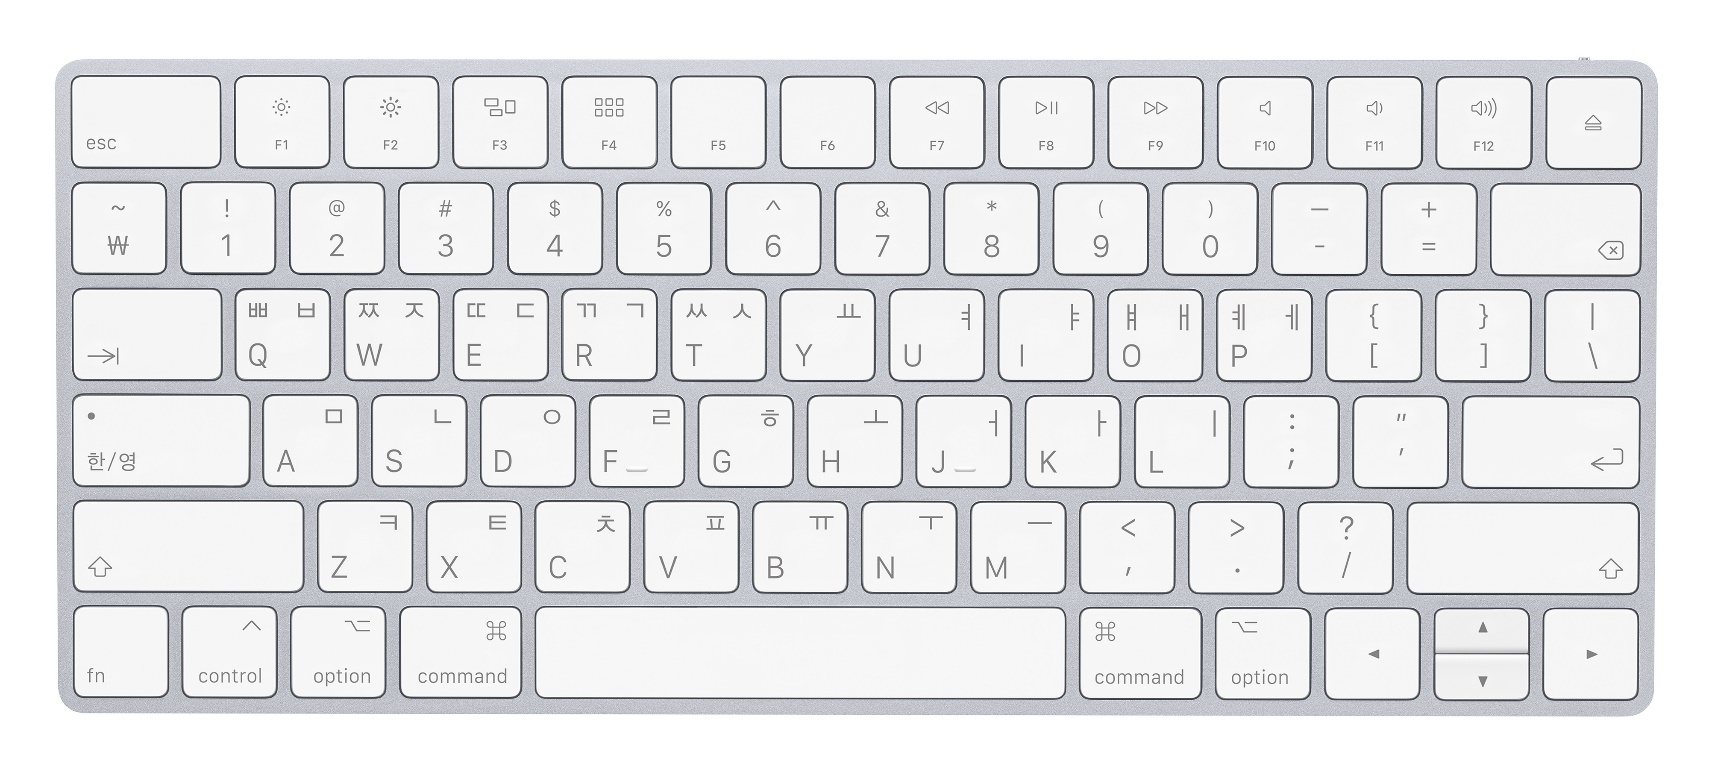 esc F1 F2 F3 F4 F5 F6 F7 F8 F9 F10 F11 F12
~ ! @ # $ % ^ & * ( ) — +
₩ 1 2 3 4 5 6 7 8 9 0 - =
ㅃ ㅂ ㅉ ㅈ ㄸ ㄷ ㄲ ㄱ ㅆ ㅅ ㅛ ㅕ ㅑ ㅒ ㅐ ㅖ ㅔ { } |
Q W E R T Y U I O P [ ] \
ㅁ ㄴ ㅇ ㄹ ㅎ ㅗ ㅓ ㅏ ㅣ : "
한/영 A S D F G H J K L ; '
ㅋ ㅌ ㅊ ㅍ ㅠ ㅜ ㅡ < > ?
Z X C V B N M , . /
fn control option command command option